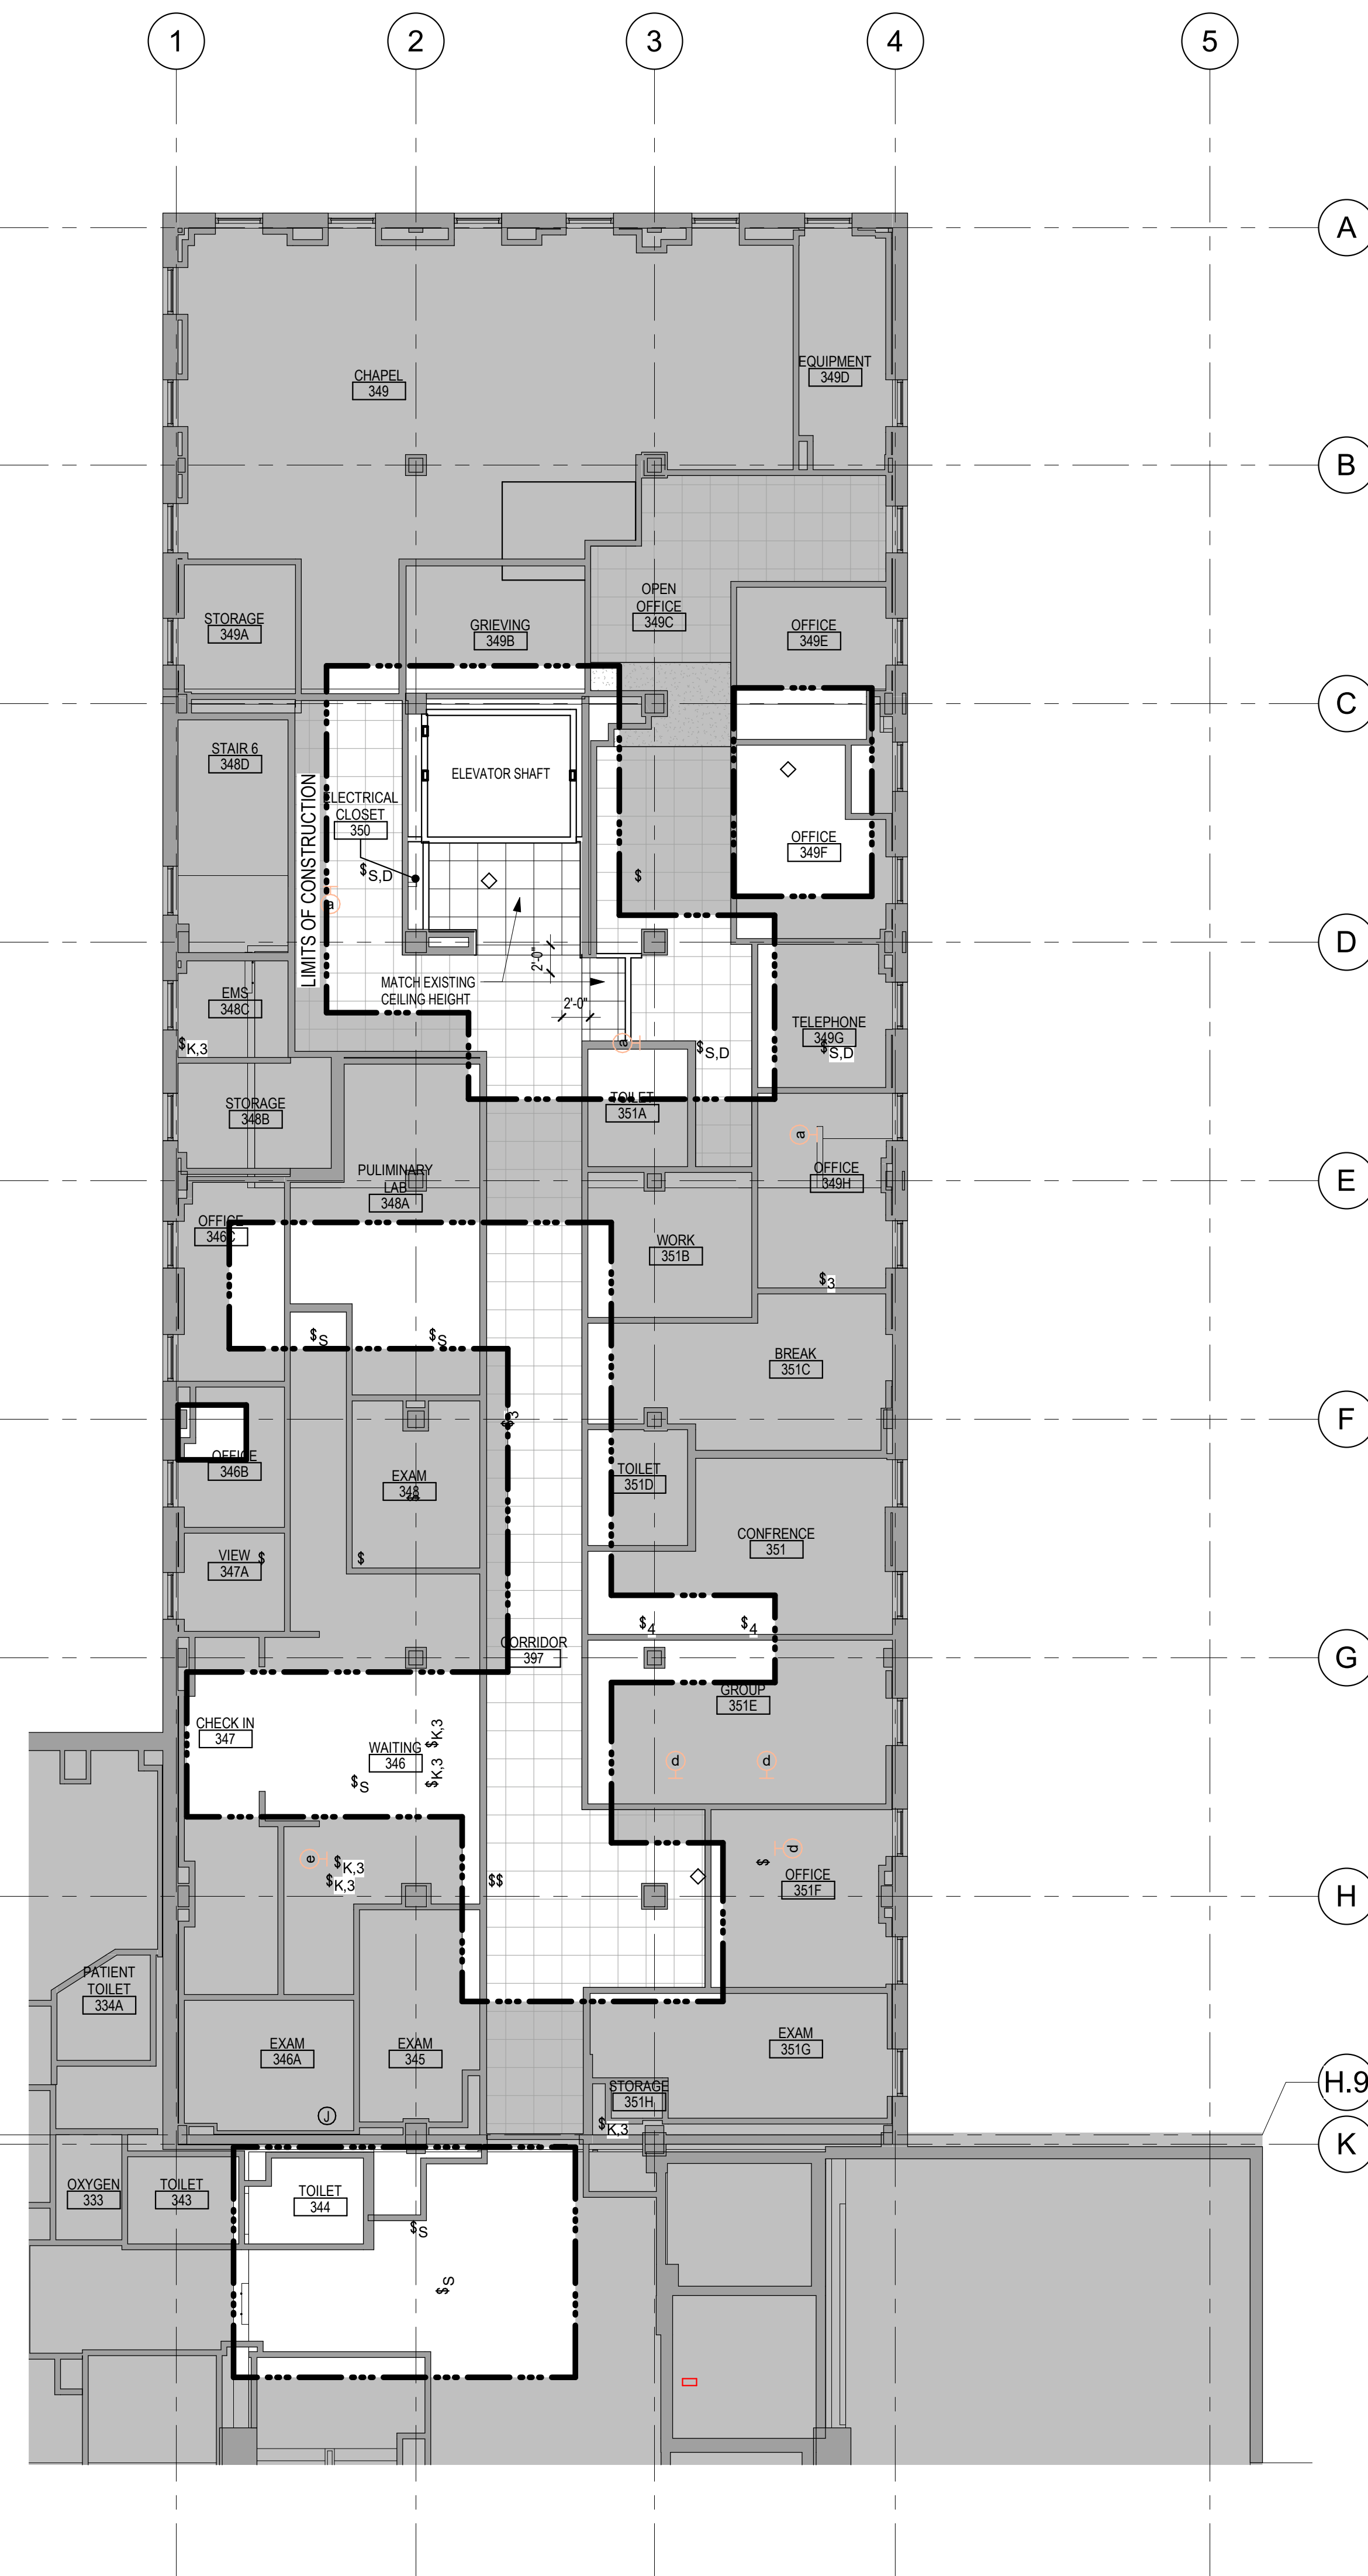 1
2
3
4
5
A
B
C
D
E
F
G
H
H.9
K
CHAPEL
349
EQUIPMENT
349D
STORAGE
349A
GRIEVING
349B
OPEN
OFFICE
349C
OFFICE
349E
STAIR 6
348D
ELECTRICAL
CLOSET
350
ELEVATOR SHAFT
OFFICE
349F
LIMITS OF CONSTRUCTION
$S,D
$
a
MATCH EXISTING
CEILING HEIGHT
2'-0"
2'-0"
EMS
348C
$K,3
a
$S,D
TELEPHONE
349G
$S,D
STORAGE
348B
TOILET
351A
a
PULIMINARY
LAB
348A
OFFICE
349H
OFFICE
346C
WORK
351B
$3
$S
$S
BREAK
351C
$3
OFFICE
346B
EXAM
348
$
TOILET
351D
CONFRENCE
351
VIEW
347A
$
$
$4
$4
CORRIDOR
397
GROUP
351E
CHECK IN
347
WAITING
346
$K,3
$K,3
$S
d
d
e
$K,3
$K,3
$$
d
$
OFFICE
351F
PATIENT
TOILET
334A
EXAM
346A
EXAM
345
EXAM
351G
STORAGE
351H
$K,3
J
OXYGEN
333
TOILET
343
TOILET
344
$S
$S